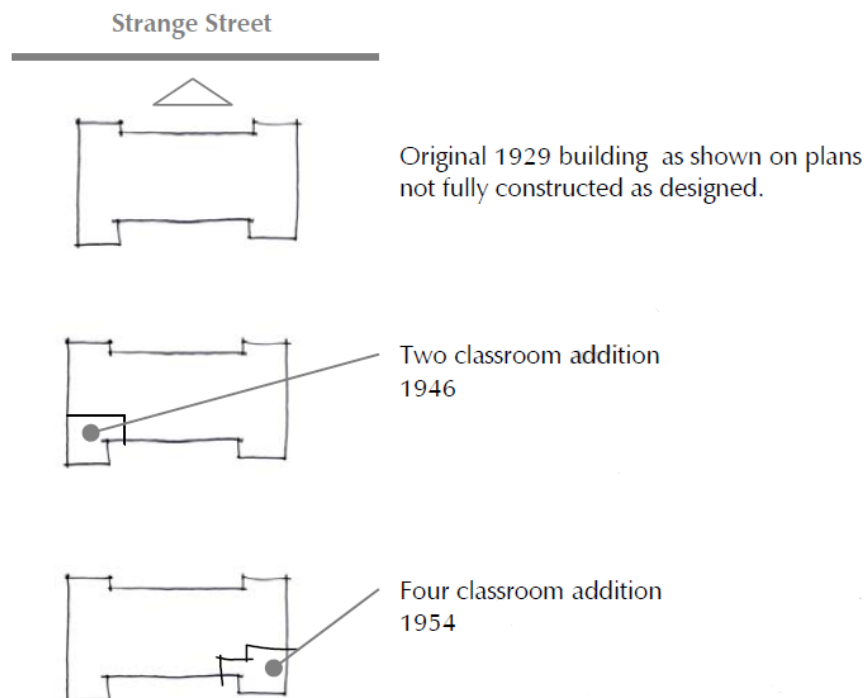 Strange Street
Original 1929 building as shown on plans
not fully constructed as designed.
Two classroom addition
1946
Four classroom addition
1954